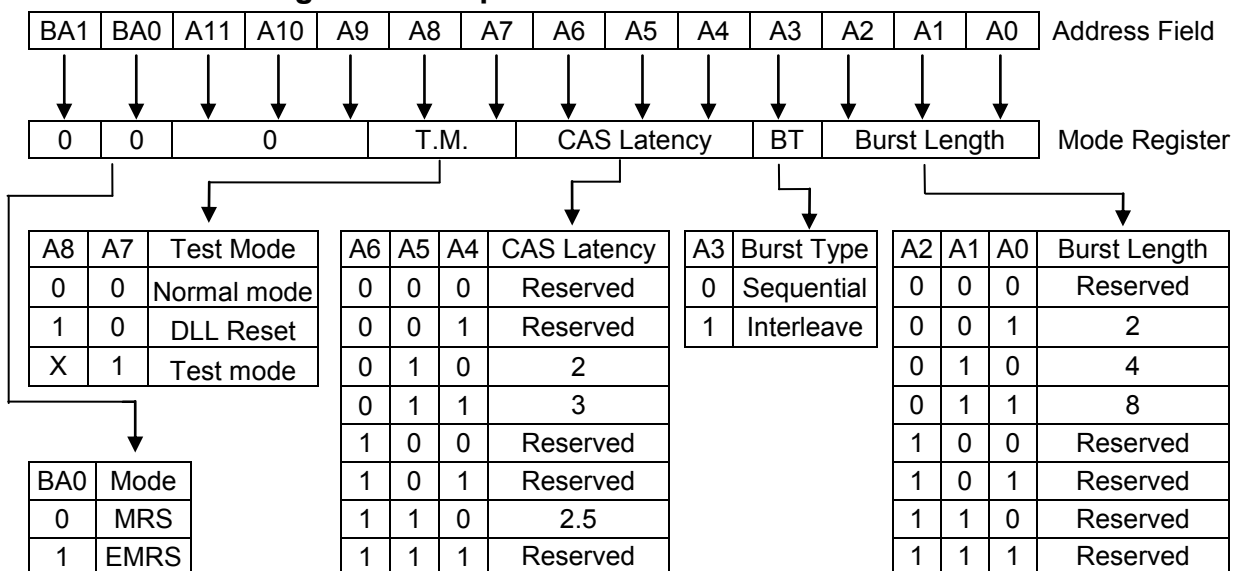 BA1 BA0 A11 A10 A9 A8 A7 A6 A5 A4 A3 A2 A1 A0 Address Field
0 0 0 T.M. CAS Latency BT Burst Length Mode Register
A8 A7 Test Mode
0 0 Normal mode
1 0 DLL Reset
X 1 Test mode
BA0 Mode
0 MRS
1 EMRS
A6 A5 A4 CAS Latency
0 0 0 Reserved
0 0 1 Reserved
0 1 0 2
0 1 1 3
1 0 0 Reserved
1 0 1 Reserved
1 1 0 2.5
1 1 1 Reserved
A3 Burst Type
0 Sequential
1 Interleave
A2 A1 A0 Burst Length
0 0 0 Reserved
0 0 1 2
0 1 0 4
0 1 1 8
1 0 0 Reserved
1 0 1 Reserved
1 1 0 Reserved
1 1 1 Reserved